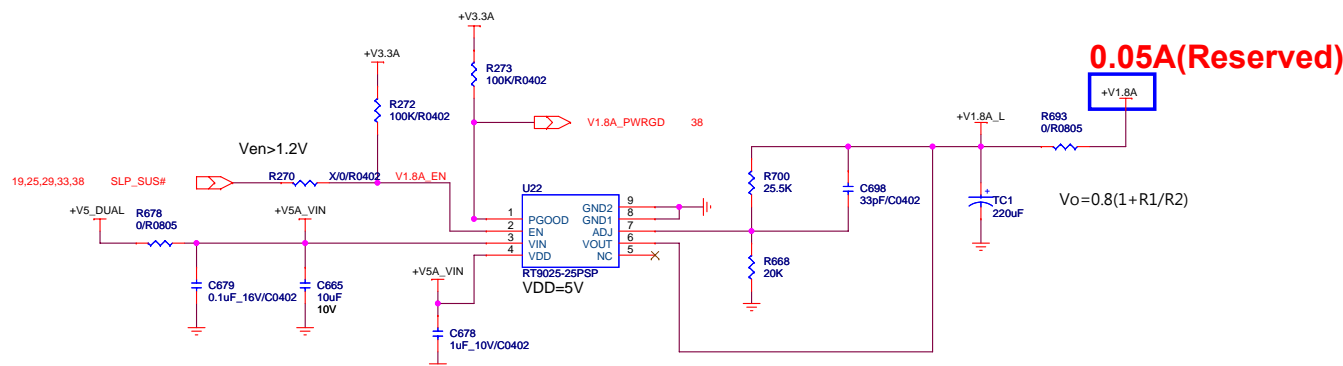 +V3.3A
0.05A(Reserved)
+V3.3A
R273
100K/R0402
+V1.8A
R272
100K/R0402
+V1.8A_L
R693
0/R0805
V1.8A_PWRGD 38
Ven>1.2V
19,25,29,33,38 SLP_SUS#
R270 X/0/R0402 V1.8A_EN
R700
25.5K
C698
33pF/C0402
+
TC1
220uF
Vo=0.8(1+R1/R2)
U22
+V5_DUAL
R678
0/R0805
+V5A_VIN
1 PGOOD
2 EN
3 VIN
4 VDD
GND2 9
GND1 8
ADJ 7
VOUT 6
NC 5
RT9025-25PSP
VDD=5V
R668
20K
C679
0.1uF_16V/C0402
C665
10uF
10V
+V5A_VIN
C678
1uF_10V/C0402